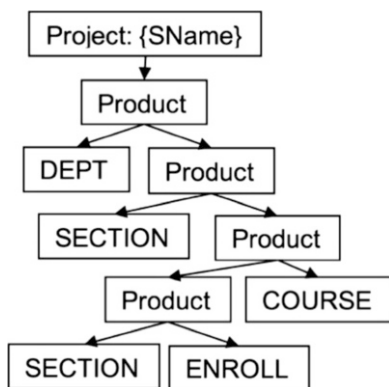 Project: {SName}
Product
DEPT
Product
SECTION
Product
Product
COURSE
SECTION
ENROLL